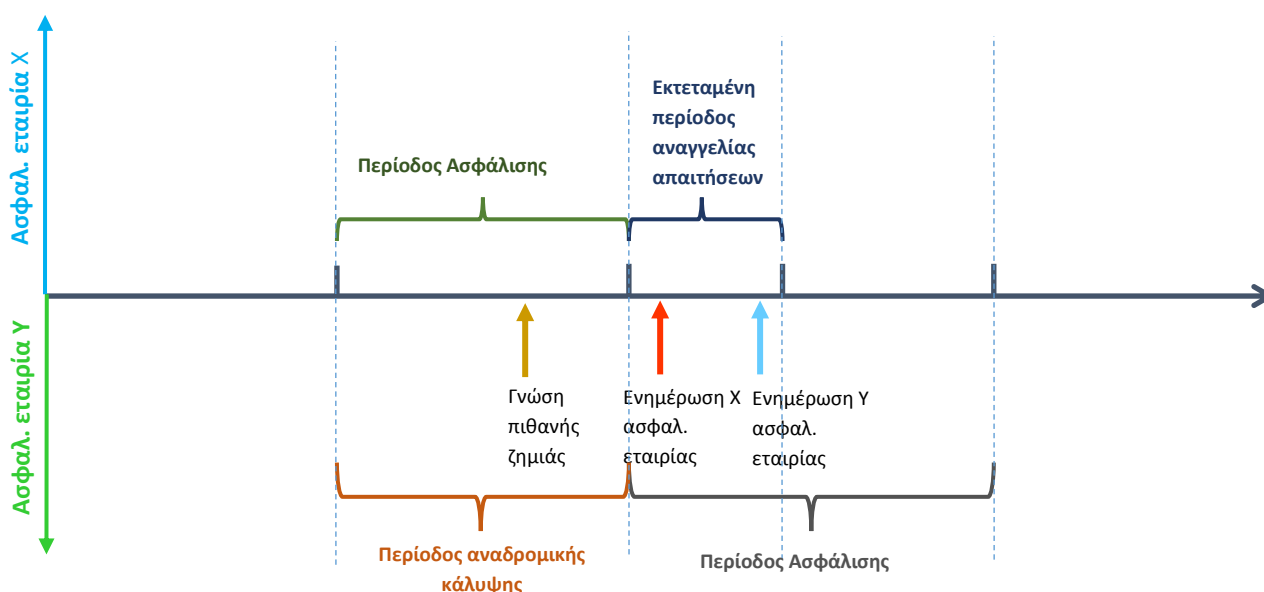 Ασφαλ. εταιρία Χ
Εκτεταμένη
περίοδος
αναγγελίας
απαιτήσεων
Περίοδος Ασφάλισης
Ασφαλ. εταιρία Υ
Γνώση
πιθανής
ζημιάς
Ενημέρωση Χ
ασφαλ.
εταιρίας
Ενημέρωση Υ
ασφαλ.
εταιρίας
Περίοδος αναδρομικής
κάλυψης
Περίοδος Ασφάλισης